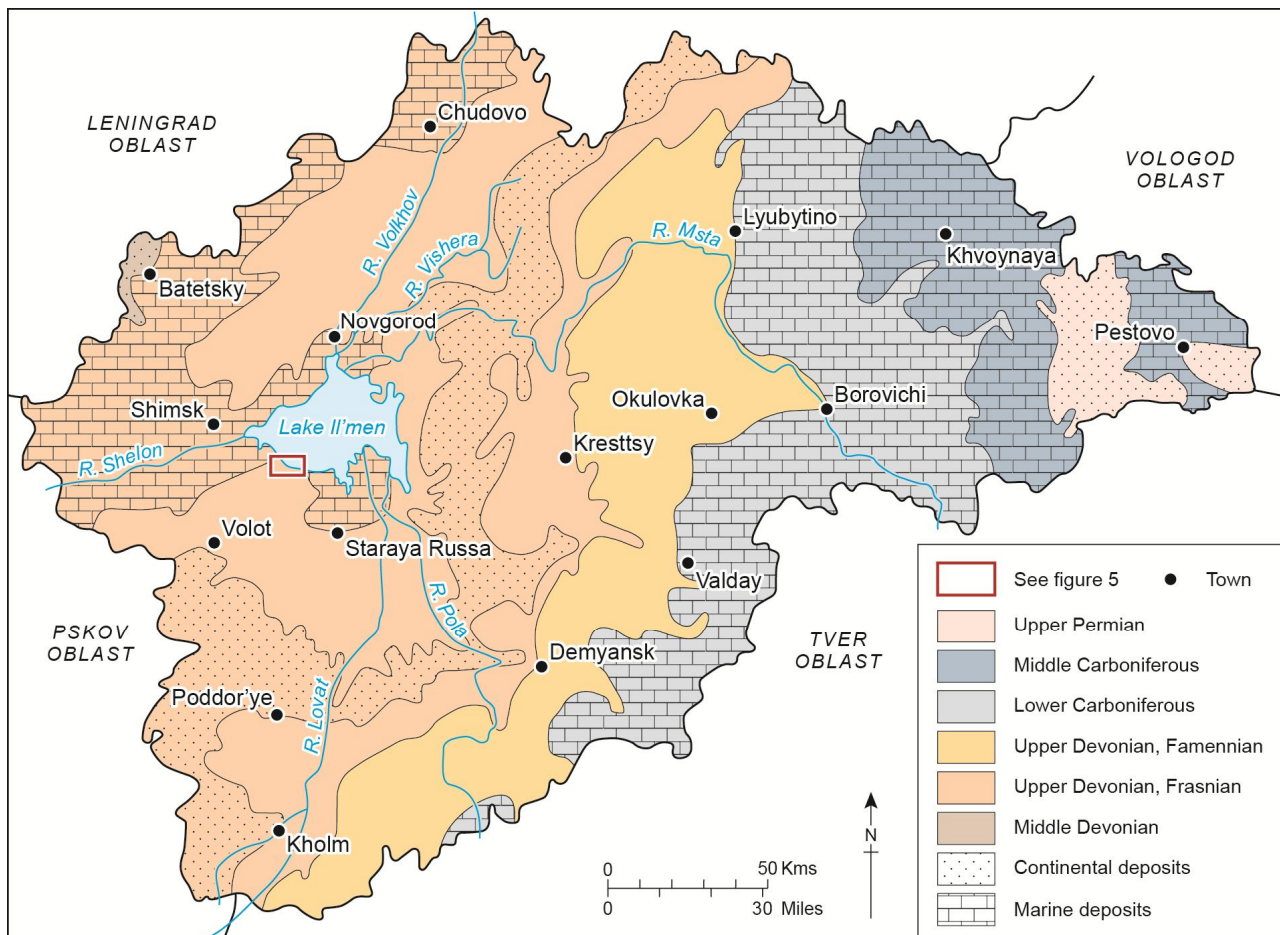 LENINGRAD
OBLAST
Chudovo
VOLOGOD
OBLAST
R. Volkhov
R. Vishera
R. Msta
Lyubytino
Khvoynaya
Batetsky
Novgorod
Pestovo
Shimsk
Lake Il'men
Okulovka
Borovichi
R. Shelon
Kresttsy
Volot
Staraya Russa
Valday
R. Pola
PSKOV
OBLAST
Demyansk
TVER
OBLAST
Poddor'ye
R. Lovat
Kholm
0 50 Kms
0 30 Miles
N
See figure 5 Town
Upper Permian
Middle Carboniferous
Lower Carboniferous
Upper Devonian, Famennian
Upper Devonian, Frasnian
Middle Devonian
Continental deposits
Marine deposits